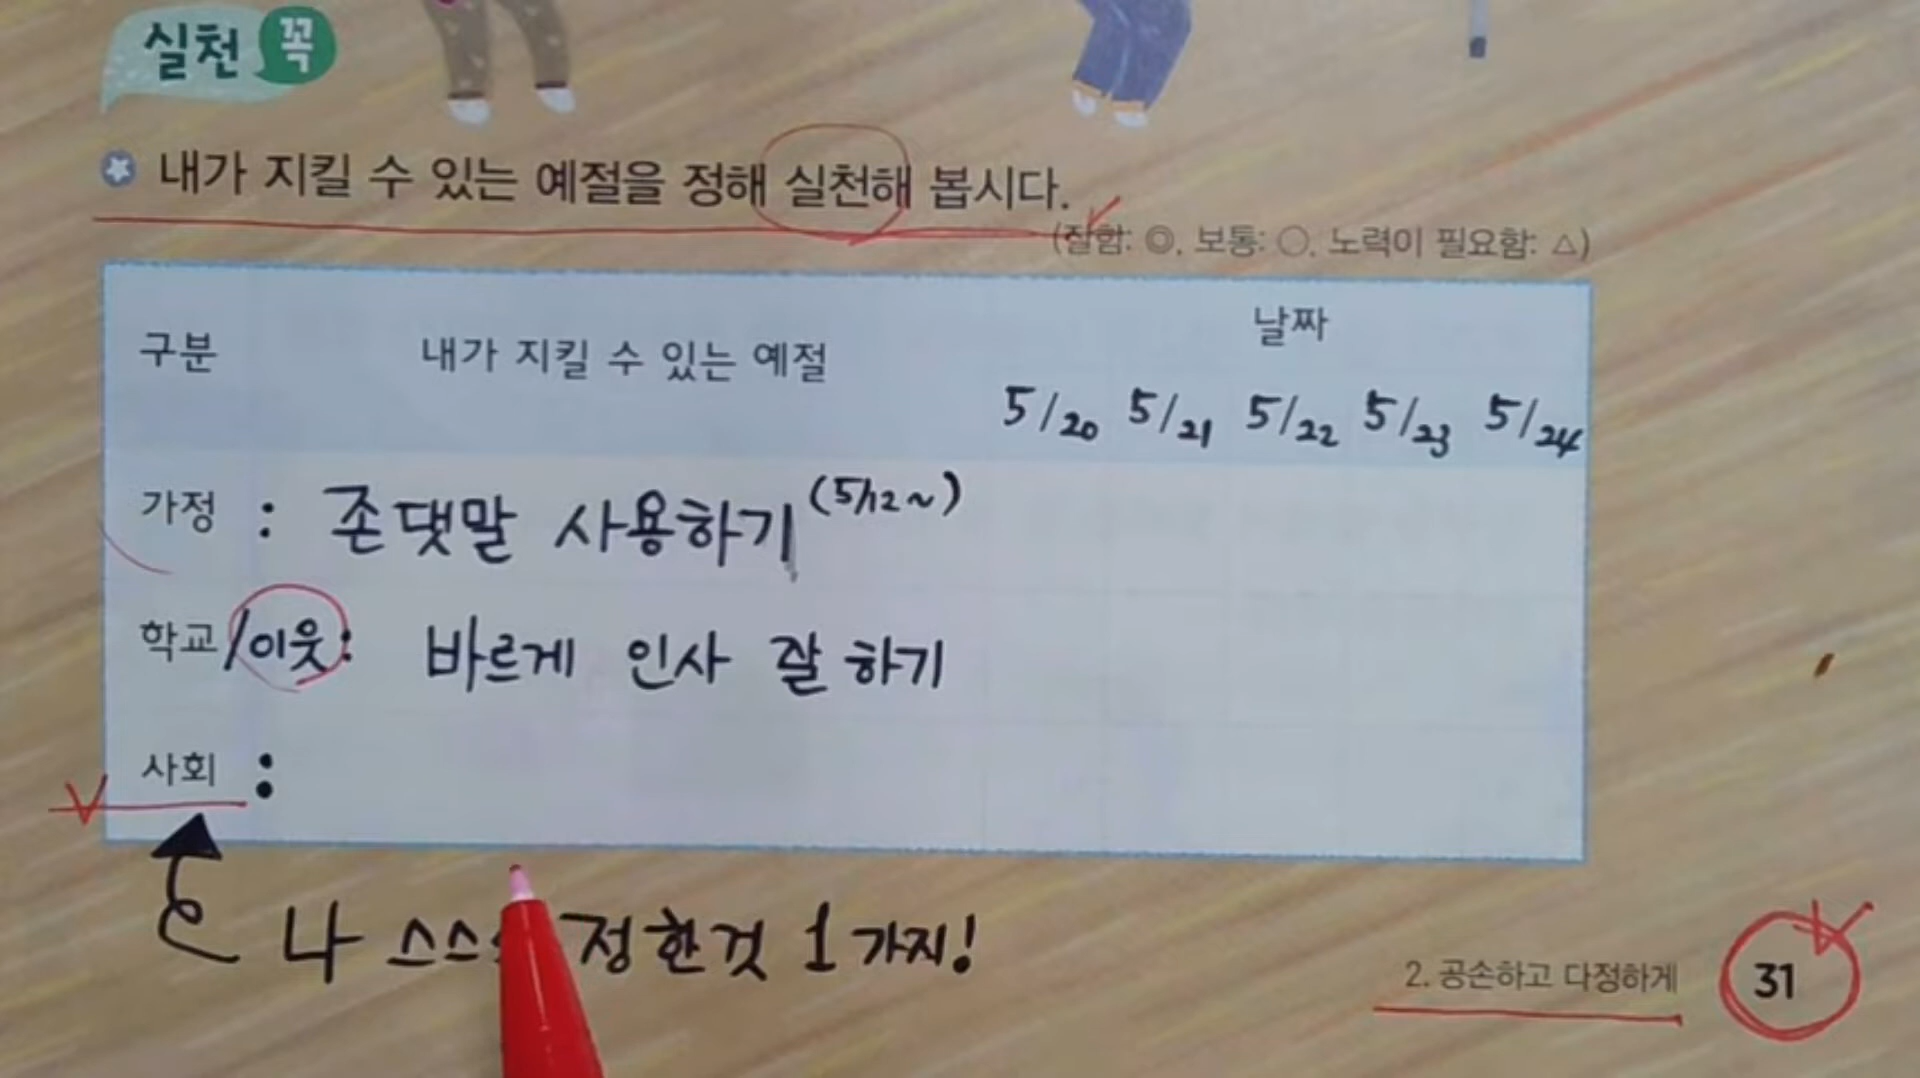 실천 꼭
내가 지킬 수 있는 예절을 정해 실천해 봅시다.
(잘함: ◎, 보통: ○, 노력이 필요함: △)
구분 내가 지킬 수 있는 예절 날짜
5/20 5/21 5/22 5/23 5/24
가정 : 존댓말 사용하기 (5/12~)
학교/이웃: 바르게 인사 잘 하기
사회 :
나 정한것 1가지!
2. 공손하고 다정하게 31